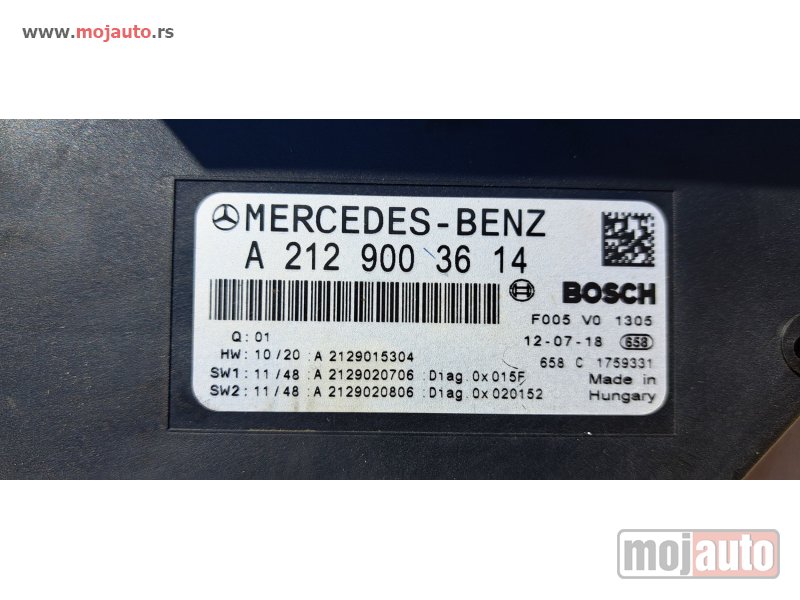 www.mojauto.rs
MERCEDES-BENZ
A 212 900 3614
BOSCH
F005 V0 1305
Q: 01
12-07-18 658
HW: 10/20 : A 2129015304
658 C 1759331
SW1: 11/48 : A 2129020706 :Diag.0x015F
Made in
SW2: 11/48 : A 2129020806 :Diag.0x020152
Hungary
mojauto